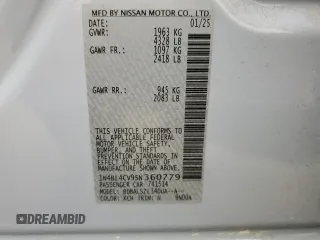 MFD BY NISSAN MOTOR CO., LTD.
DATE: 01/25
GVWR: 1963 KG
4328 LB
GAWR FR.: 1097 KG
2418 LB
GAWR RR.: 945 KG
2083 LB
THIS VEHICLE CONFORMS TO ALL
APPLICABLE FEDERAL MOTOR VEHICLE
SAFETY, BUMPER, AND THEFT
PREVENTION STANDARDS IN EFFECT ON
THE DATE OF MANUFACTURE SHOWN ABOVE.
1N4BL4CV9SN360779
PASSENGER CAR
COLOR: TRIM: